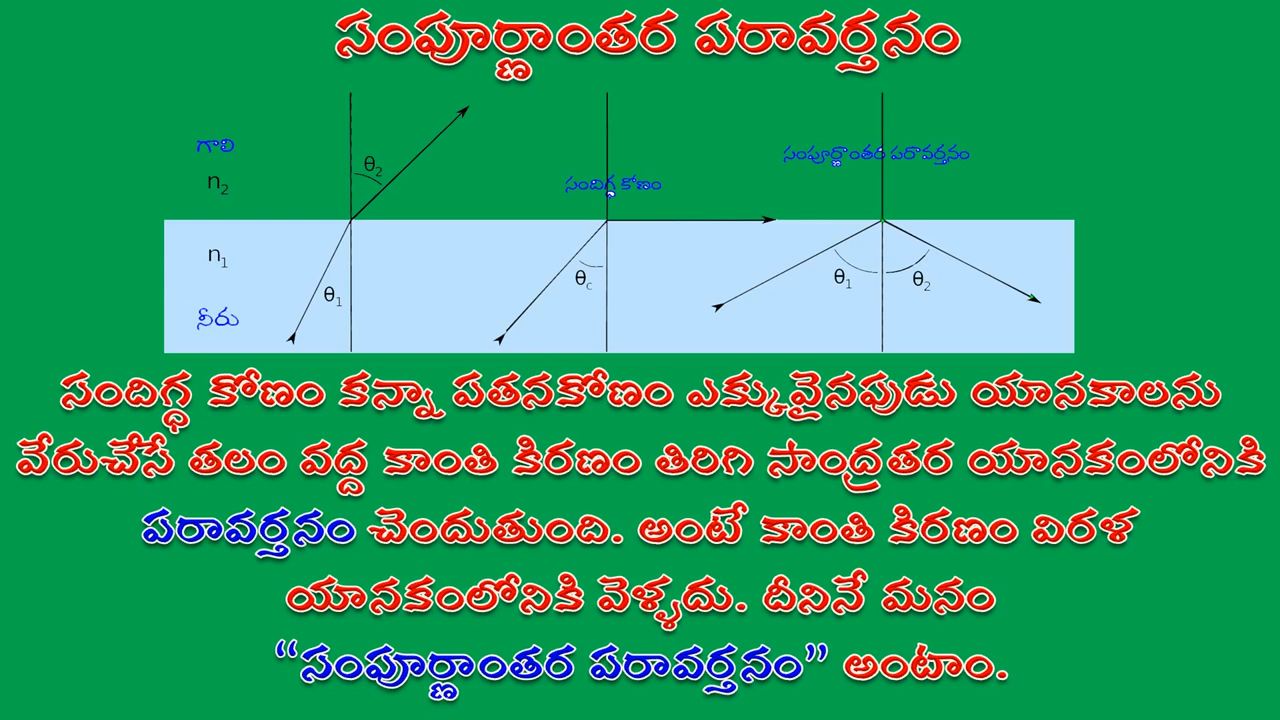 సంపూర్ణాంతర పరావర్తనం
గాలి
n2
θ2
సందిగ్ధ కోణం
సంపూర్ణాంతర పరావర్తనం
n1
θ1
θc
θ1
θ2
నీరు
సందిగ్ధ కోణం కన్నా పతనకోణం ఎక్కువైనపుడు యానకాలను
వేరుచేసే తలం వద్ద కాంతి కిరణం తిరిగి సాంద్రతర యానకంలోనికి
పరావర్తనం చెందుతుంది. అంటే కాంతి కిరణం విరళ
యానకంలోనికి వెళ్ళదు. దీనినే మనం
“సంపూర్ణాంతర పరావర్తనం” అంటాం.